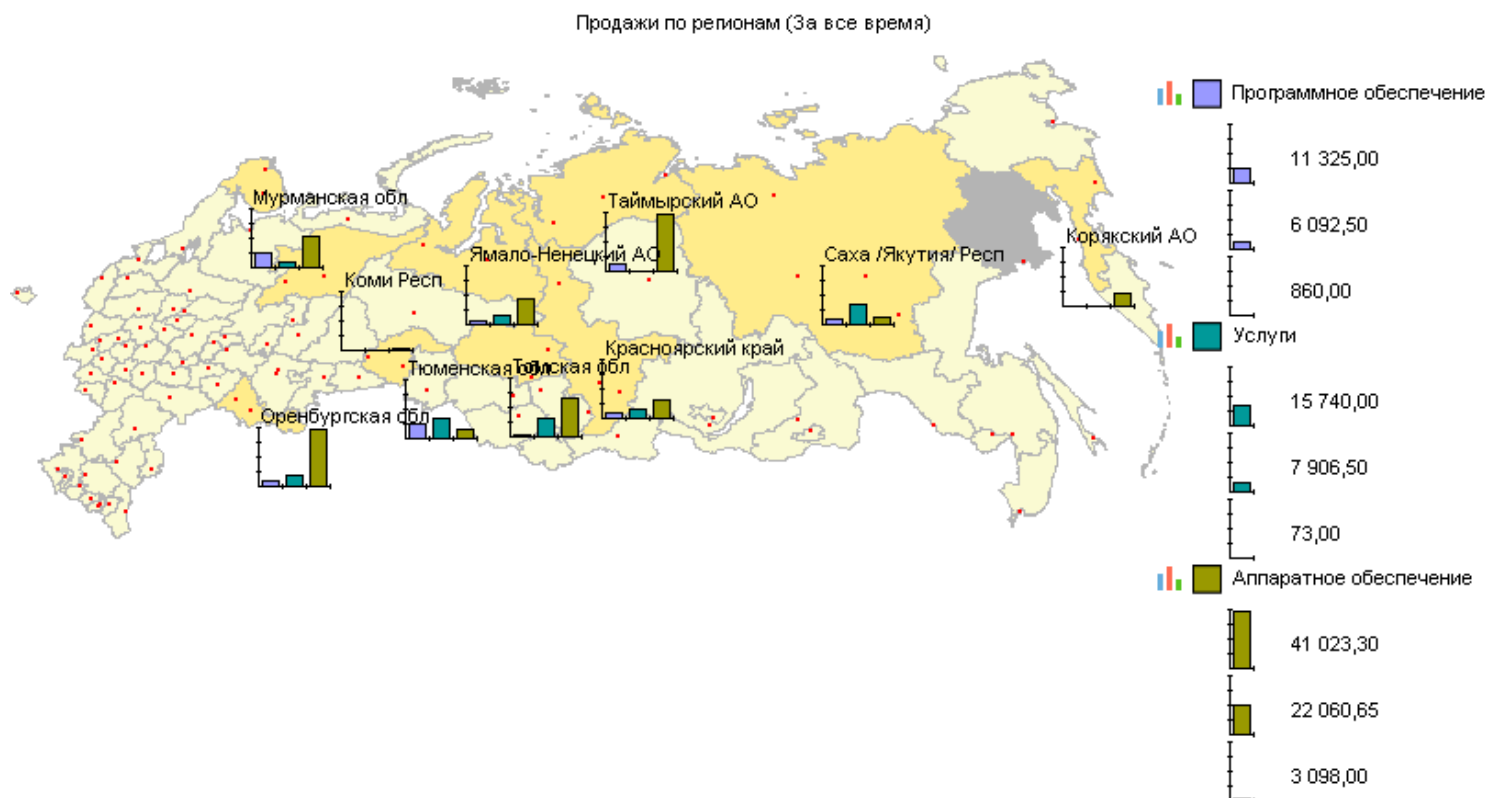 Продажи по регионам (За все время)
Программное обеспечение
11 325,00
6 092,50
860,00
Услуги
15 740,00
7 906,50
73,00
Аппаратное обеспечение
41 023,30
22 060,65
3 098,00
Мурманская обл
Таймырский АО
Корякский АО
Ямало-Ненецкий АО
Саха /Якутия/ Респ
Коми Респ
Красноярский край
Тюменская обл
Томская обл
Оренбургская обл